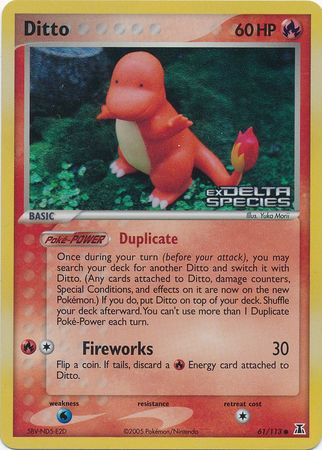 Ditto 60 HP
EX DELTA
SPECIES
Illus. Yuka Morii
BASIC
Poké-POWER Duplicate
Once during your turn (before your attack), you may
search your deck for another Ditto and switch it with
Ditto. (Any cards attached to Ditto, damage counters,
Special Conditions, and effects on it are now on the new
Pokémon.) If you do, put Ditto on top of your deck. Shuffle
your deck afterward. You can't use more than 1 Duplicate
Poké-Power each turn.
Fireworks 30
Flip a coin. If tails, discard a Energy card attached to
Ditto.
weakness resistance retreat cost
SBV-ND5-E2D ©2005 Pokémon/Nintendo 61/113